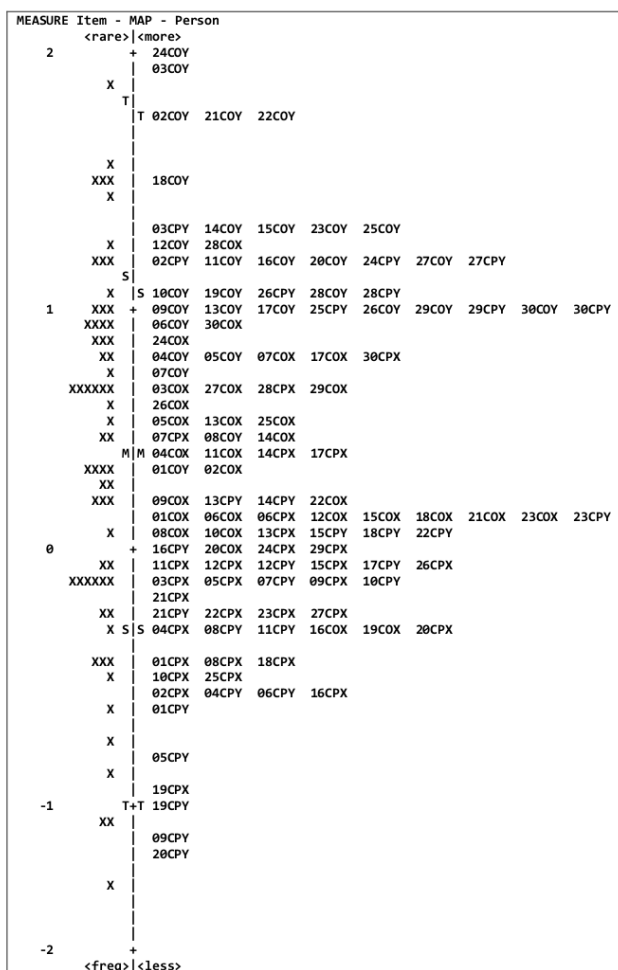 MEASURE Item - MAP - Person
<rare>|<more>
2 + 24COY
| 03COY
X |
T|
|T 02COY 21COY 22COY
|
|
X |
XXX | 18COY
X |
|
| 03CPY 14COY 15COY 23COY 25COY
X | 12COY 28COX
XXX | 02CPY 11COY 16COY 20COY 24CPY 27COY 27CPY
S|
X |S 10COY 19COY 26CPY 28COY 28CPY
1 XXX + 09COY 13COY 17COY 25CPY 26COY 29COY 29CPY 30COY 30CPY
XXXX | 06COY 30COX
XXX | 24COX
XX | 04COY 05COY 07COX 17COX 30CPX
X | 07COY
XXXXXX | 03COX 27COX 28CPX 29COX
X | 26COX
X | 05COX 13COX 25COX
XX | 07CPX 08COY 14COX
M|M 04COX 11COX 14CPX 17CPX
XXXX | 01COY 02COX
XX |
XXX | 09COX 13CPY 14CPY 22COX
| 01COX 06COX 06CPX 12COX 15COX 18COX 21COX 23COX 23CPY
X | 08COX 10COX 13CPX 15CPY 18CPY 22CPY
0 + 16CPY 20COX 24CPX 29CPX
XX | 11CPX 12CPX 12CPY 15CPX 17CPY 26CPX
XXXXXX | 03CPX 05CPX 07CPY 09CPX 10CPY
| 21CPX
XX | 21CPY 22CPX 23CPX 27CPX
X S|S 04CPX 08CPY 11CPY 16COX 19COX 20CPX
|
XXX | 01CPX 08CPX 18CPX
X | 10CPX 25CPX
| 02CPX 04CPY 06CPY 16CPX
X | 01CPY
|
X |
| 05CPY
X |
| 19CPX
-1 T+T 19CPY
XX |
| 09CPY
| 20CPY
|
X |
|
|
|
-2 +
<freq>|<less>